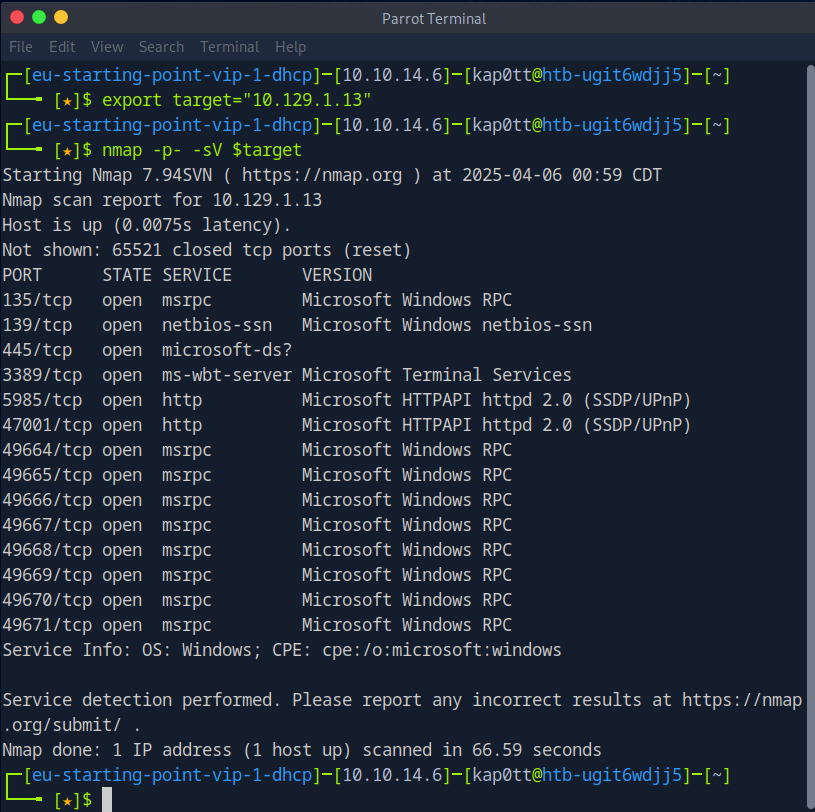 Parrot Terminal
File Edit View Search Terminal Help
┌─[eu-starting-point-vip-1-dhcp]─[10.10.14.6]─[kap0tt@htb-ugit6wdjj5]─[~]
└──╼ [★]$ export target="10.129.1.13"
┌─[eu-starting-point-vip-1-dhcp]─[10.10.14.6]─[kap0tt@htb-ugit6wdjj5]─[~]
└──╼ [★]$ nmap -p- -sV $target
Starting Nmap 7.94SVN ( https://nmap.org ) at 2025-04-06 00:59 CDT
Nmap scan report for 10.129.1.13
Host is up (0.0075s latency).
Not shown: 65521 closed tcp ports (reset)
PORT      STATE SERVICE       VERSION
135/tcp   open  msrpc         Microsoft Windows RPC
139/tcp   open  netbios-ssn   Microsoft Windows netbios-ssn
445/tcp   open  microsoft-ds?
3389/tcp  open  ms-wbt-server Microsoft Terminal Services
5985/tcp  open  http          Microsoft HTTPAPI httpd 2.0 (SSDP/UPnP)
47001/tcp open  http          Microsoft HTTPAPI httpd 2.0 (SSDP/UPnP)
49664/tcp open  msrpc         Microsoft Windows RPC
49665/tcp open  msrpc         Microsoft Windows RPC
49666/tcp open  msrpc         Microsoft Windows RPC
49667/tcp open  msrpc         Microsoft Windows RPC
49668/tcp open  msrpc         Microsoft Windows RPC
49669/tcp open  msrpc         Microsoft Windows RPC
49670/tcp open  msrpc         Microsoft Windows RPC
49671/tcp open  msrpc         Microsoft Windows RPC
Service Info: OS: Windows; CPE: cpe:/o:microsoft:windows
Service detection performed. Please report any incorrect results at https://nmap
.org/submit/ .
Nmap done: 1 IP address (1 host up) scanned in 66.59 seconds
┌─[eu-starting-point-vip-1-dhcp]─[10.10.14.6]─[kap0tt@htb-ugit6wdjj5]─[~]
└──╼ [★]$